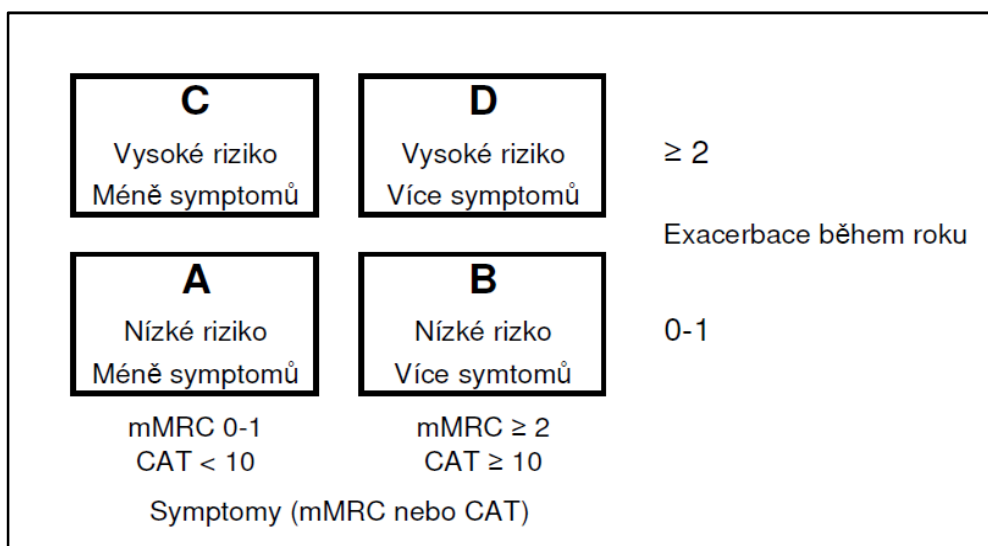 C
Vysoké riziko
Méně symptomů
D
Vysoké riziko
Více symptomů
≥ 2
Exacerbace během roku
A
Nízké riziko
Méně symptomů
B
Nízké rizko
Více symtomů
0-1
mMRC 0-1
CAT < 10
mMRC ≥ 2
CAT ≥ 10
Symptomy (mMRC nebo CAT)